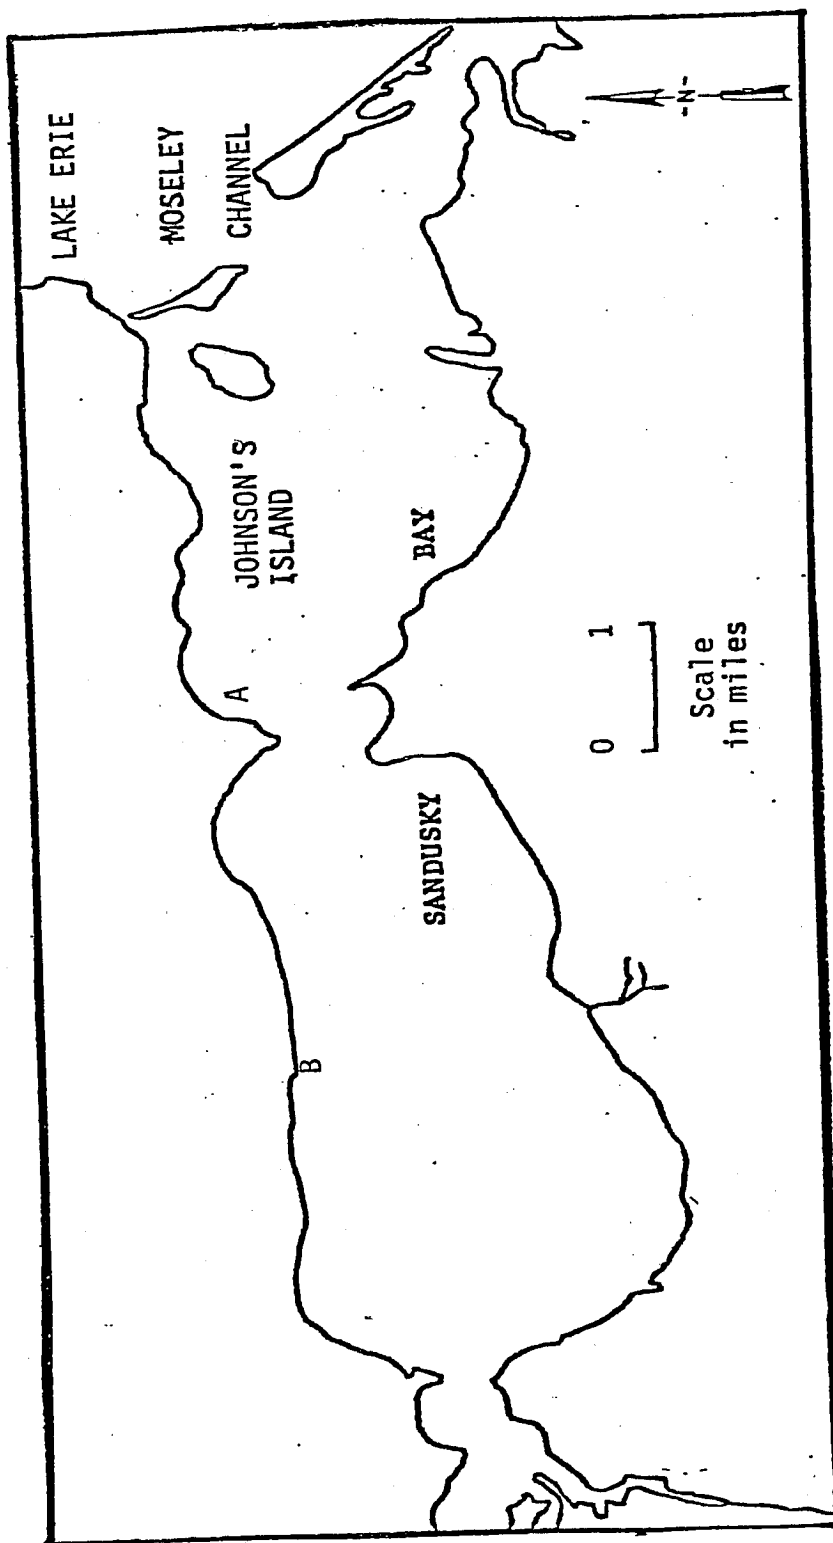 LAKE ERIE
MOSELEY
CHANNEL
JOHNSON'S
ISLAND
A
BAY
SANDUSKY
B
0 1
Scale
in miles
-N-